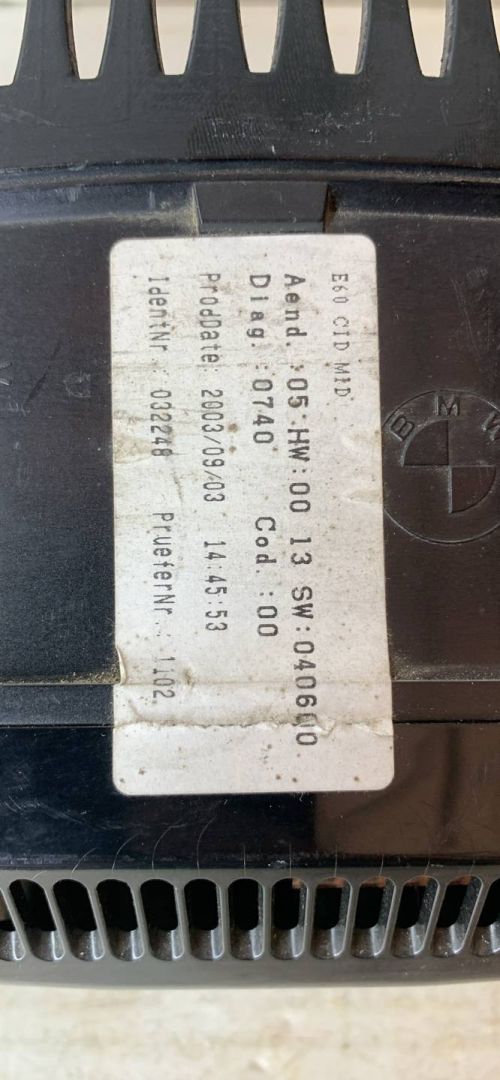 E60 CID MID
Aend. :05 HW:00 13 SW:040600
Diag. :0740 Cod.:00
ProdDate: 2003/09/03 14:45:53
IdentNr : 032248 PrueferNr.: 1102
BMW